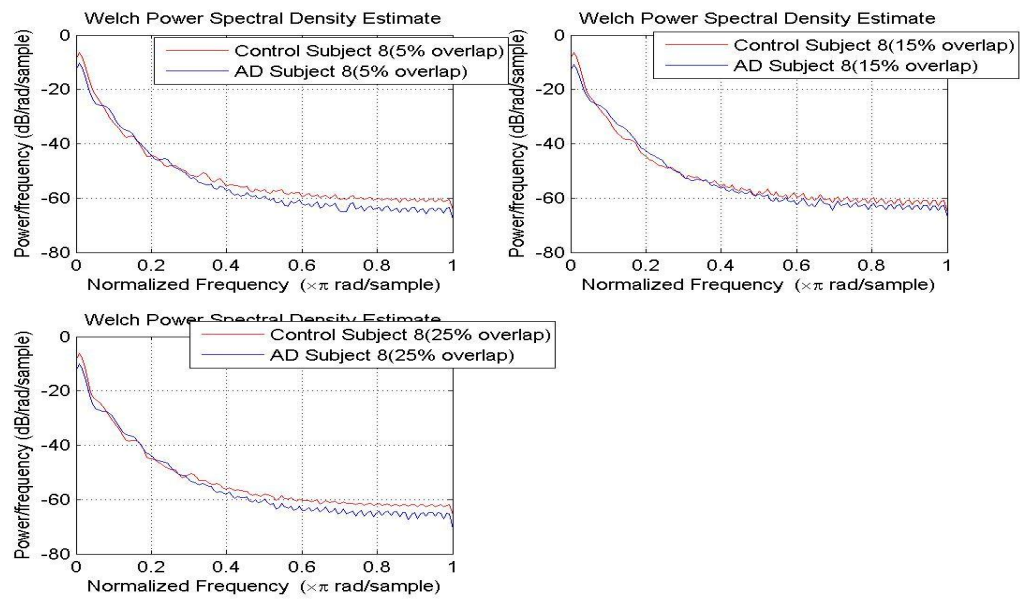 Welch Power Spectral Density Estimate
Control Subject 8(5% overlap)
AD Subject 8(5% overlap)
Power/frequency (dB/rad/sample)
0
-20
-40
-60
-80
0 0.2 0.4 0.6 0.8 1
Normalized Frequency (×π rad/sample)
Welch Power Spectral Density Estimate
Control Subject 8(15% overlap)
AD Subject 8(15% overlap)
Power/frequency (dB/rad/sample)
0
-20
-40
-60
-80
0 0.2 0.4 0.6 0.8 1
Normalized Frequency (×π rad/sample)
Welch Power Spectral Density Estimate
Control Subject 8(25% overlap)
AD Subject 8(25% overlap)
Power/frequency (dB/rad/sample)
0
-20
-40
-60
-80
0 0.2 0.4 0.6 0.8 1
Normalized Frequency (×π rad/sample)